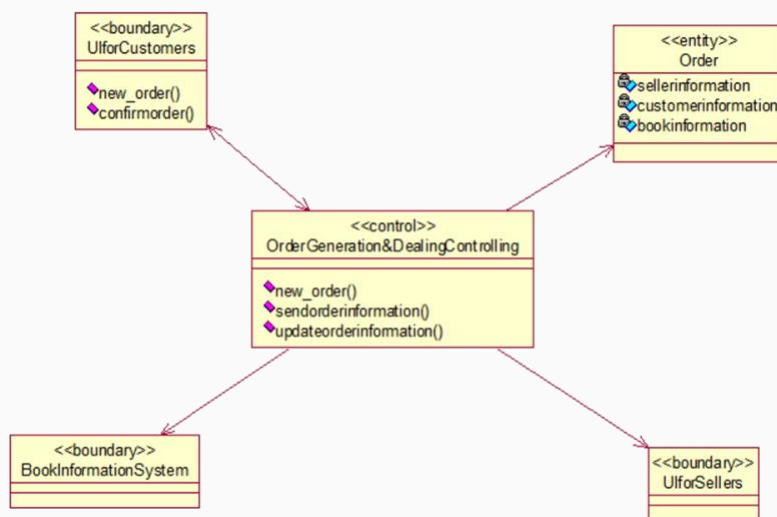 <<boundary>>
UIforCustomers
new_order()
confirmorder()
<<entity>>
Order
sellerinformation
customerinformation
bookinformation
<<control>>
OrderGeneration&DealingControlling
new_order()
sendorderinformation()
updateorderinformation()
<<boundary>>
BookInformationSystem
<<boundary>>
UIforSellers